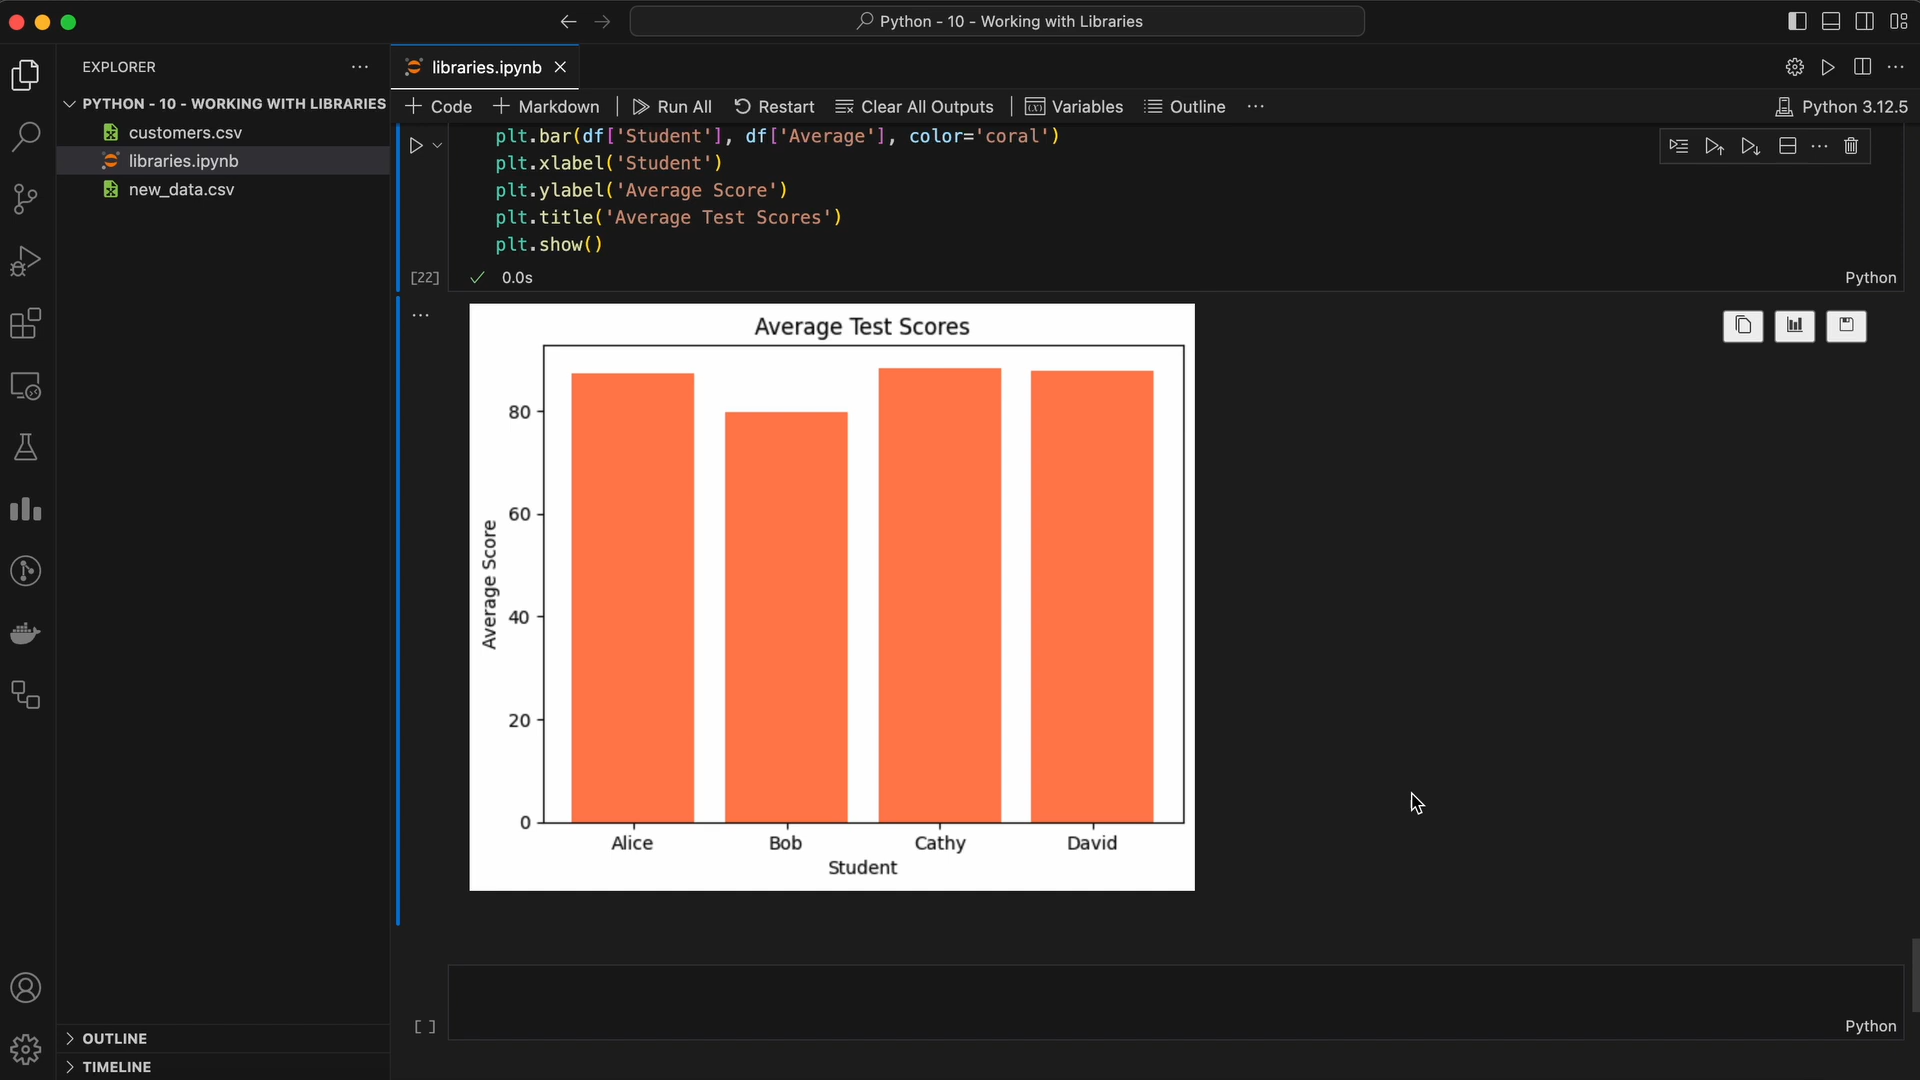 Python - 10 - Working with Libraries
EXPLORER
PYTHON - 10 - WORKING WITH LIBRARIES
customers.csv
libraries.ipynb
new_data.csv
OUTLINE
TIMELINE
libraries.ipynb
Code Markdown Run All Restart Clear All Outputs Variables Outline Python 3.12.5
plt.bar(df['Student'], df['Average'], color='coral')
plt.xlabel('Student')
plt.ylabel('Average Score')
plt.title('Average Test Scores')
plt.show()
[22] 0.0s Python
Average Test Scores
Average Score
80
60
40
20
0
Alice Bob Cathy David
Student
[ ] Python